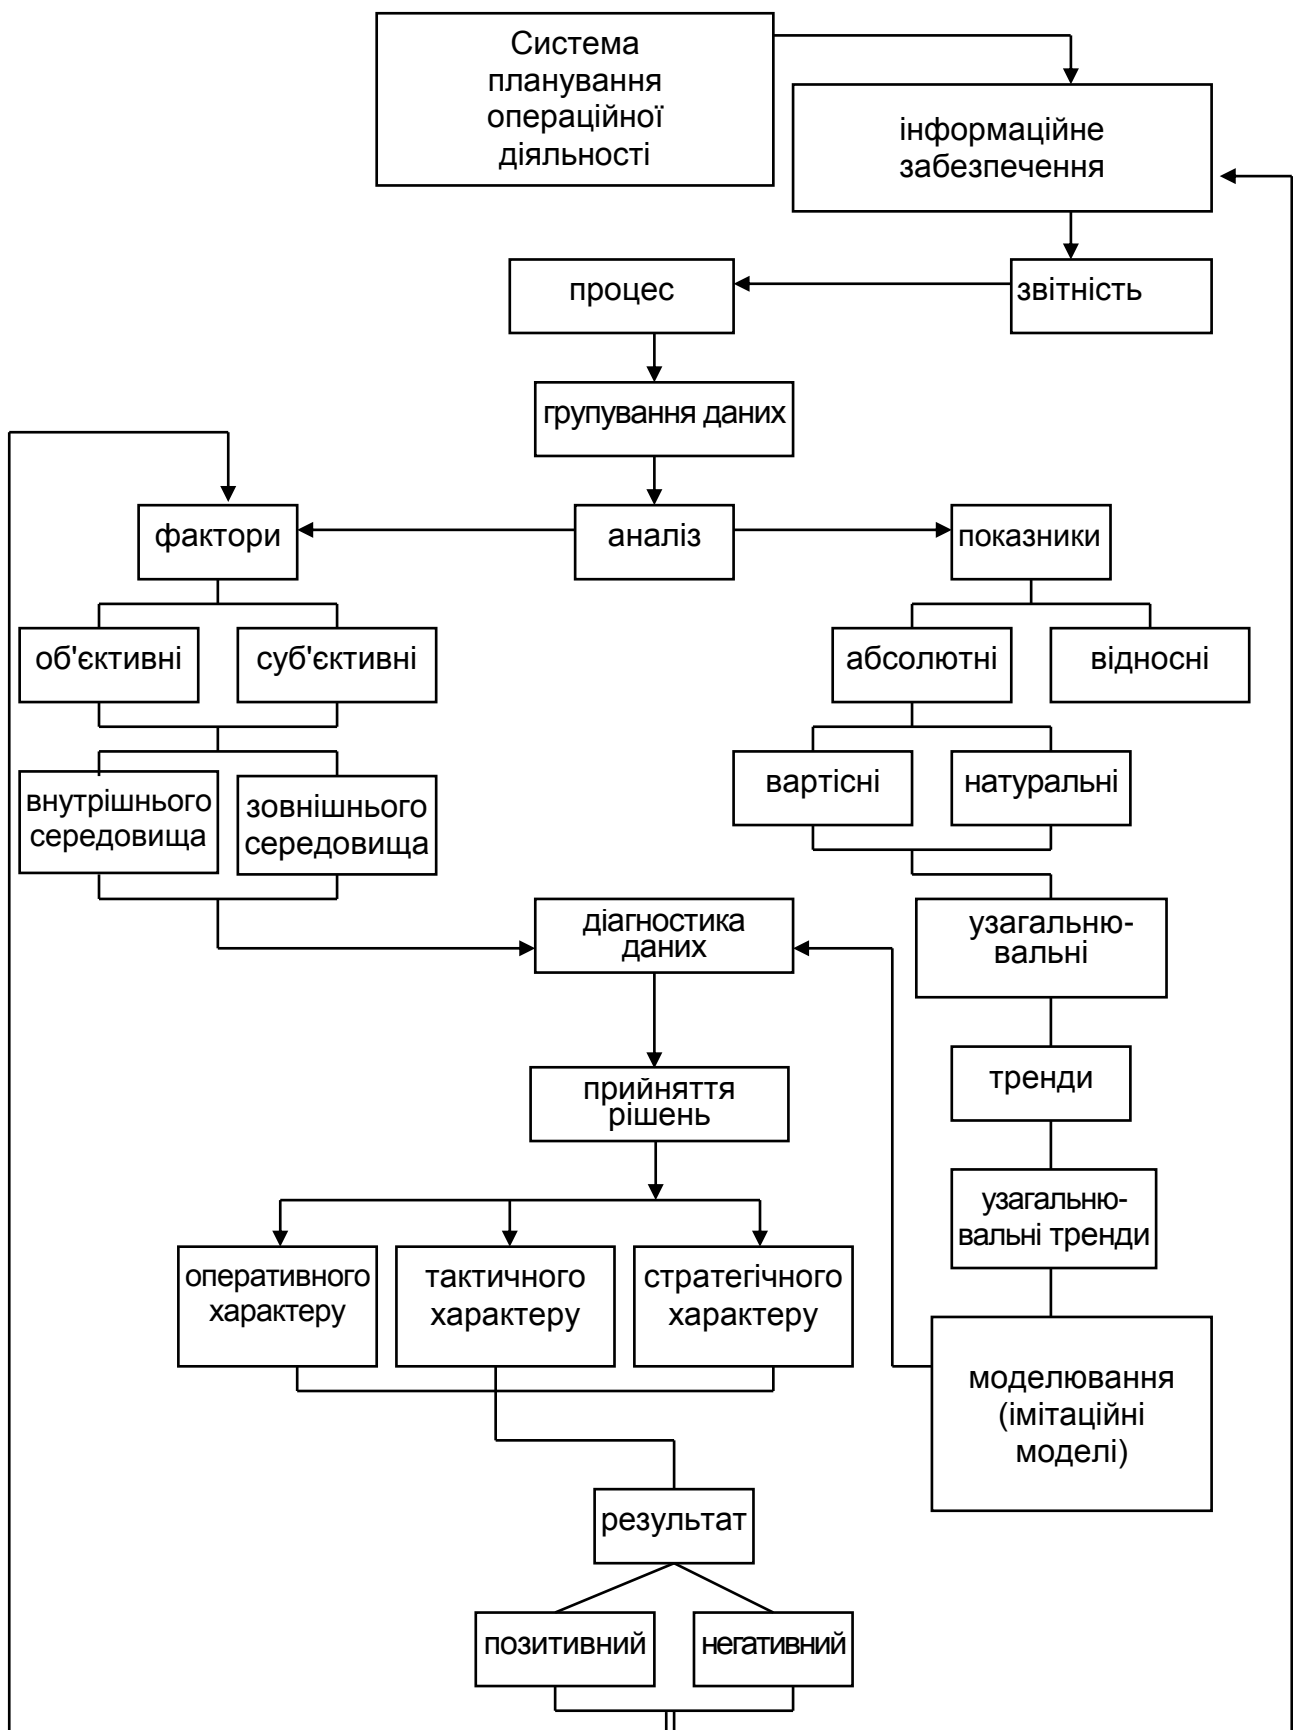 Система
планування
операційної
діяльності
інформаційне
забезпечення
процес
звітність
групування даних
фактори
аналіз
показники
об'єктивні
суб'єктивні
абсолютні
відносні
вартісні
натуральні
внутрішнього
середовища
зовнішнього
середовища
діагностика
даних
узагальню-
вальні
тренди
прийняття
рішень
узагальню-
вальні тренди
оперативного
характеру
тактичного
характеру
стратегічного
характеру
моделювання
(імітаційні
моделі)
результат
позитивний
негативний